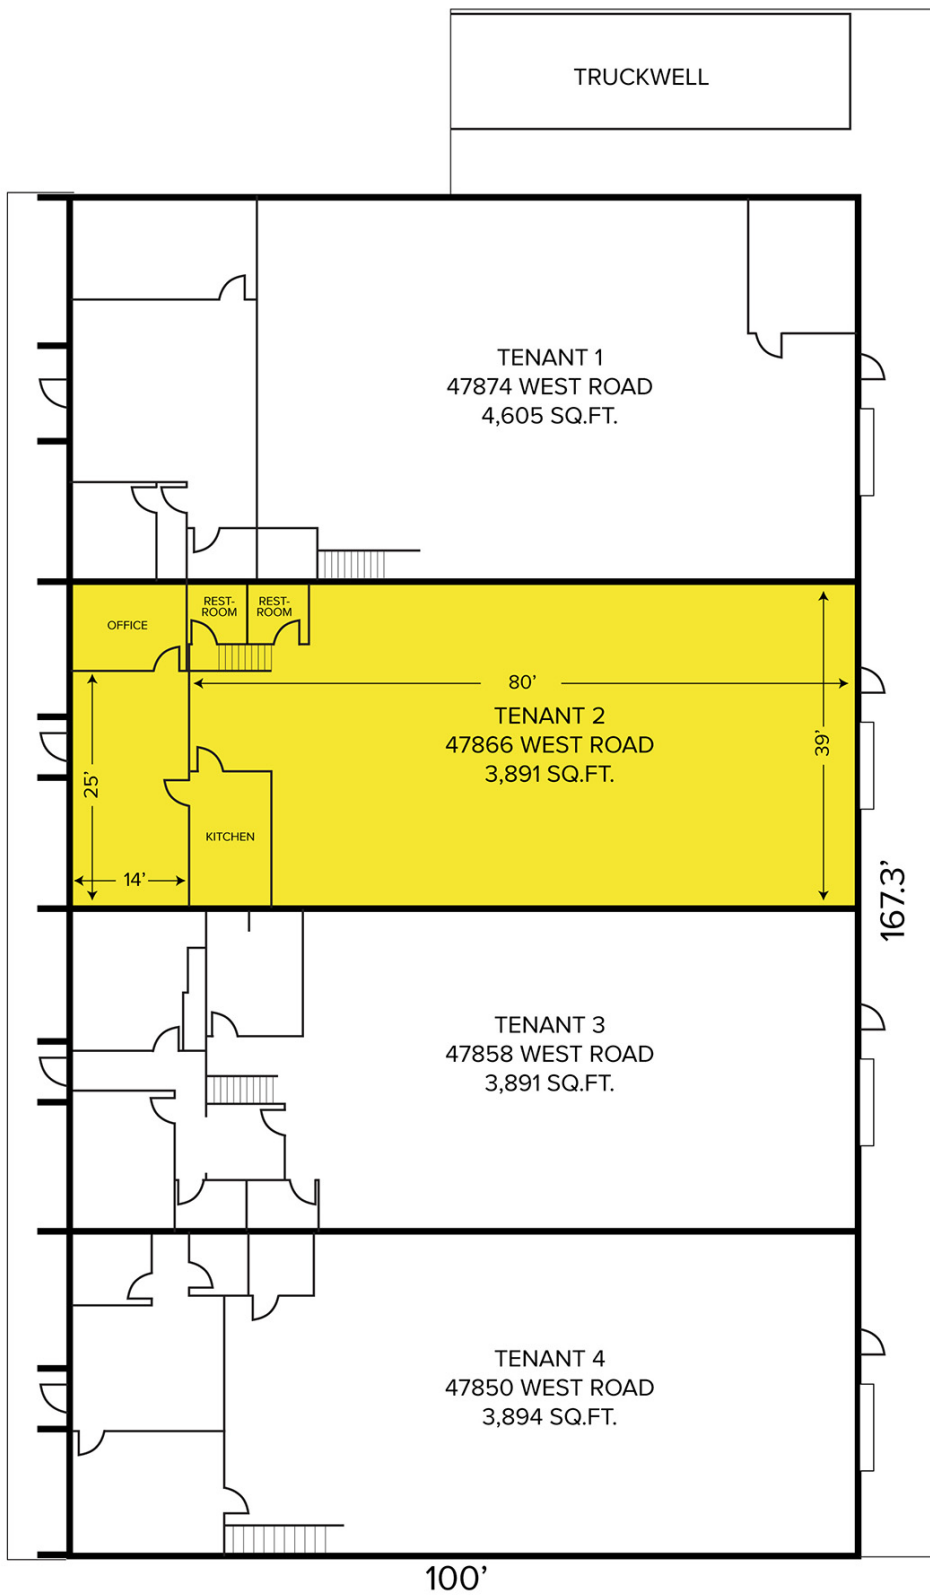 TRUCKWELL
TENANT 1
47874 WEST ROAD
4,605 SQ.FT.
OFFICE
REST-
ROOM
REST-
ROOM
80'
TENANT 2
47866 WEST ROAD
3,891 SQ.FT.
39'
25'
KITCHEN
14'
167.3'
TENANT 3
47858 WEST ROAD
3,891 SQ.FT.
TENANT 4
47850 WEST ROAD
3,894 SQ.FT.
100'